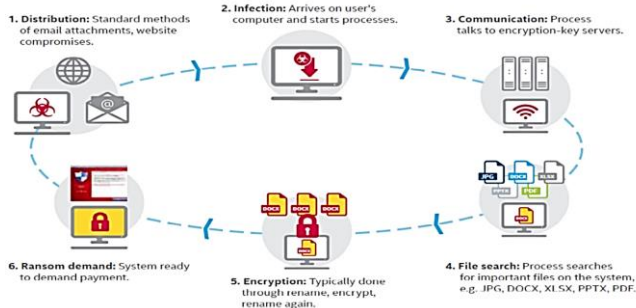 1. Distribution: Standard methods
of email attachments, website
compromises.
2. Infection: Arrives on user's
computer and starts processes.
3. Communication: Process
talks to encryption-key servers.
@
JPG
DOCX
XLSX
PPTX
PDF
DOCX
DOCX
DOCX
DOCX
6. Ransom demand: System ready
to demand payment.
5. Encryption: Typically done
through rename, encrypt,
rename again.
4. File search: Process searches
for important files on the system,
e.g. JPG, DOCX, XLSX, PPTX, PDF.